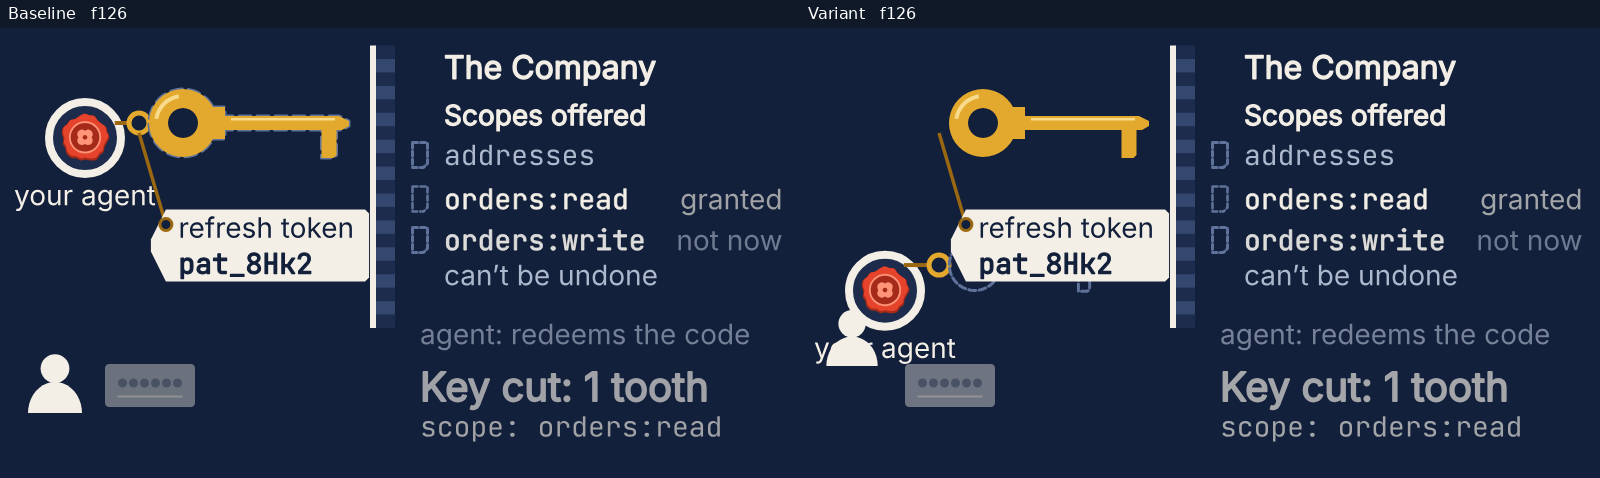 Baseline f126
The Company
Scopes offered
addresses
orders:read granted
orders:write not now
can't be undone
your agent
refresh token
pat_8Hk2
agent: redeems the code
Key cut: 1 tooth
scope: orders:read
Variant f126
The Company
Scopes offered
addresses
orders:read granted
orders:write not now
can't be undone
refresh token
pat_8Hk2
agent
agent: redeems the code
Key cut: 1 tooth
scope: orders:read